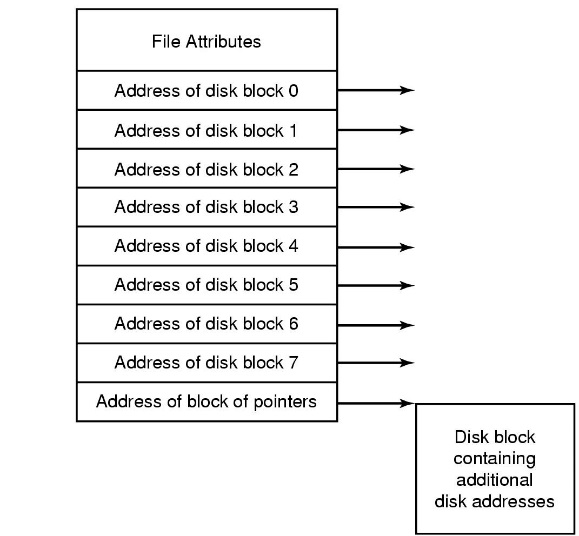 File Attributes
Address of disk block 0
Address of disk block 1
Address of disk block 2
Address of disk block 3
Address of disk block 4
Address of disk block 5
Address of disk block 6
Address of disk block 7
Address of block of pointers
Disk block
containing
additional
disk addresses